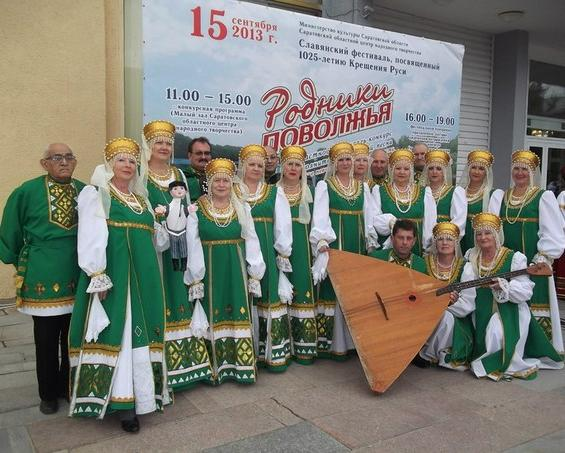 15 сентября
2013 г.
Министерство культуры Саратовской области
Саратовский областной центр народного творчества
Славянский фестиваль, посвященный
1025-летию Крещения Руси
11.00 – 15.00
конкурсная программа
(Малый зал Саратовского
областного центра
народного творчества)
Родники
ПОВОЛЖЬЯ
16.00 - 19.00
конкурс